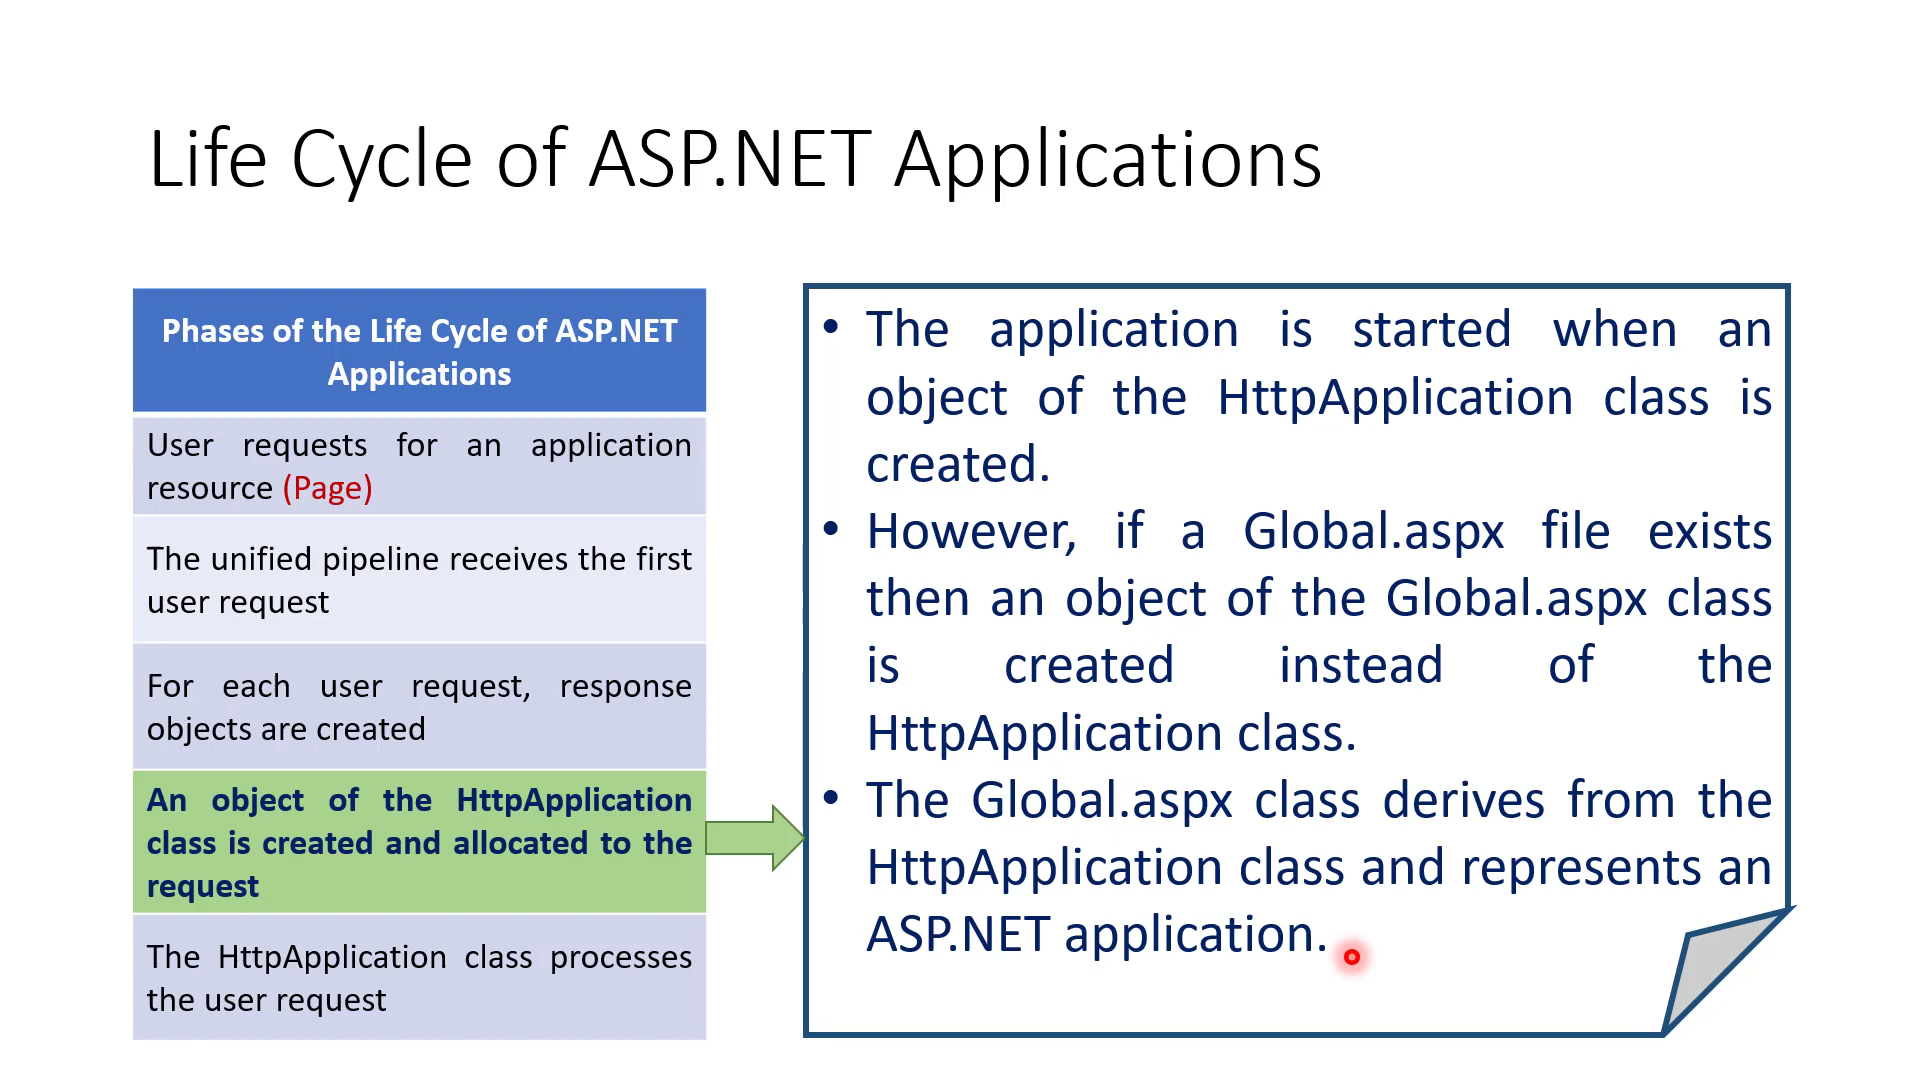 Life Cycle of ASP.NET Applications
Phases of the Life Cycle of ASP.NET
Applications
User requests for an application
resource (Page)
The unified pipeline receives the first
user request
For each user request, response
objects are created
An object of the HttpApplication
class is created and allocated to the
request
The HttpApplication class processes
the user request
• The application is started when an
object of the HttpApplication class is
created.
• However, if a Global.aspx file exists
then an object of the Global.aspx class
is created instead of the
HttpApplication class.
• The Global.aspx class derives from the
HttpApplication class and represents an
ASP.NET application.